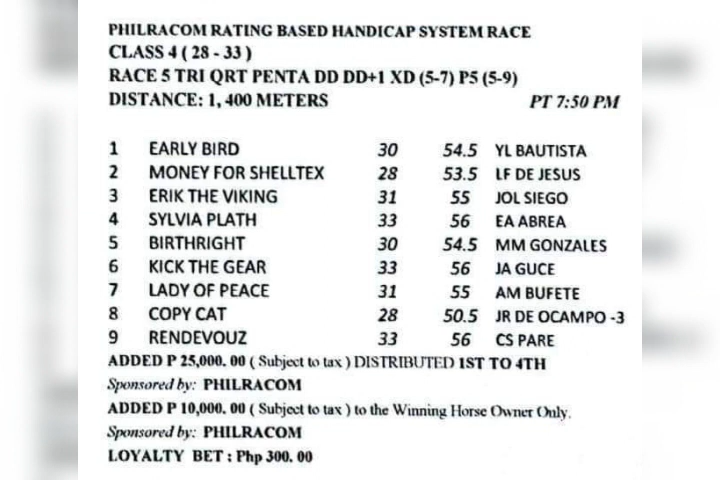 PHILRACOM RATING BASED HANDICAP SYSTEM RACE
CLASS 4 ( 28 - 33 )
RACE 5 TRI QRT PENTA DD DD+1 XD (5-7) P5 (5-9)
DISTANCE: 1, 400 METERS PT 7:50 PM
1 EARLY BIRD 30 54.5 YL BAUTISTA
2 MONEY FOR SHELLTEX 28 53.5 LF DE JESUS
3 ERIK THE VIKING 31 55 JOL SIEGO
4 SYLVIA PLATH 33 56 EA ABREA
5 BIRTHRIGHT 30 54.5 MM GONZALES
6 KICK THE GEAR 33 56 JA GUCE
7 LADY OF PEACE 31 55 AM BUFETE
8 COPY CAT 28 50.5 JR DE OCAMPO -3
9 RENDEVOUZ 33 56 CS PARE
ADDED P 25,000. 00 ( Subject to tax ) DISTRIBUTED 1ST TO 4TH
Sponsored by: PHILRACOM
ADDED P 10,000. 00 ( Subject to tax ) to the Winning Horse Owner Only.
Sponsored by: PHILRACOM
LOYALTY BET : Php 300. 00